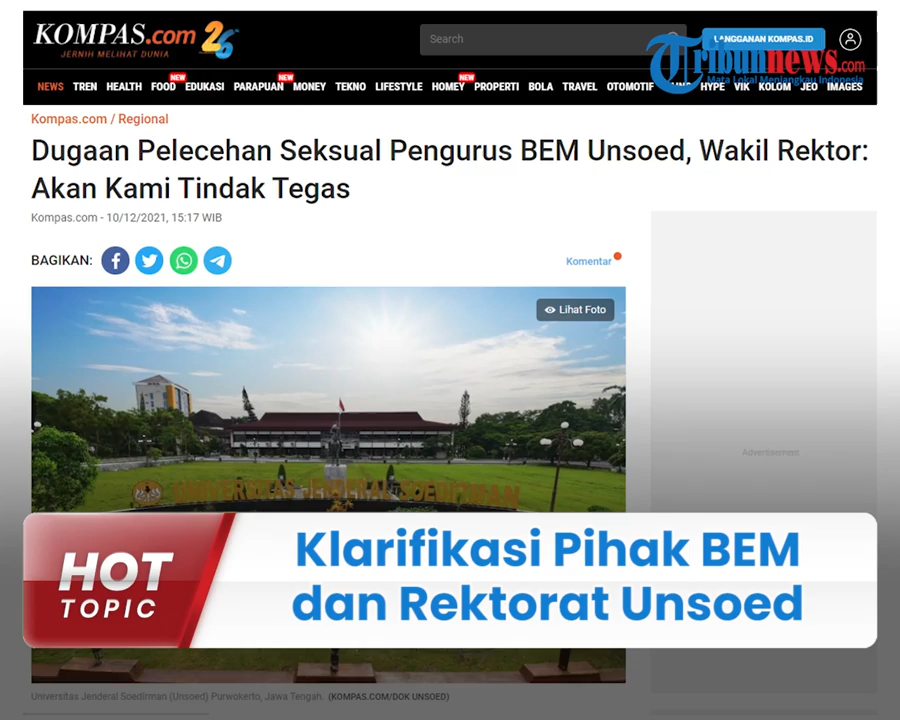 KOMPAS.com 26
JERNIH MELIHAT DUNIA
Search
LANGGANAN KOMPAS.ID
Tribunnews.com
Mata Lokal Menjangkau Indonesia
NEWS TREN HEALTH FOOD NEW EDUKASI PARAPUAN NEW MONEY TEKNO LIFESTYLE HOMEY NEW PROPERTI BOLA TRAVEL OTOMOTIF HYPE VIK KOLOM JEO IMAGES
Kompas.com / Regional
Dugaan Pelecehan Seksual Pengurus BEM Unsoed, Wakil Rektor:
Akan Kami Tindak Tegas
Kompas.com - 10/12/2021, 15:17 WIB
BAGIKAN:
Komentar
Lihat Foto
Advertisement
UNIVERSITAS JENDERAL SOEDIRMAN
HOT
TOPIC
Klarifikasi Pihak BEM
dan Rektorat Unsoed
Universitas Jenderal Soedirman (Unsoed) Purwokerto, Jawa Tengah. (KOMPAS.COM/DOK UNSOED)